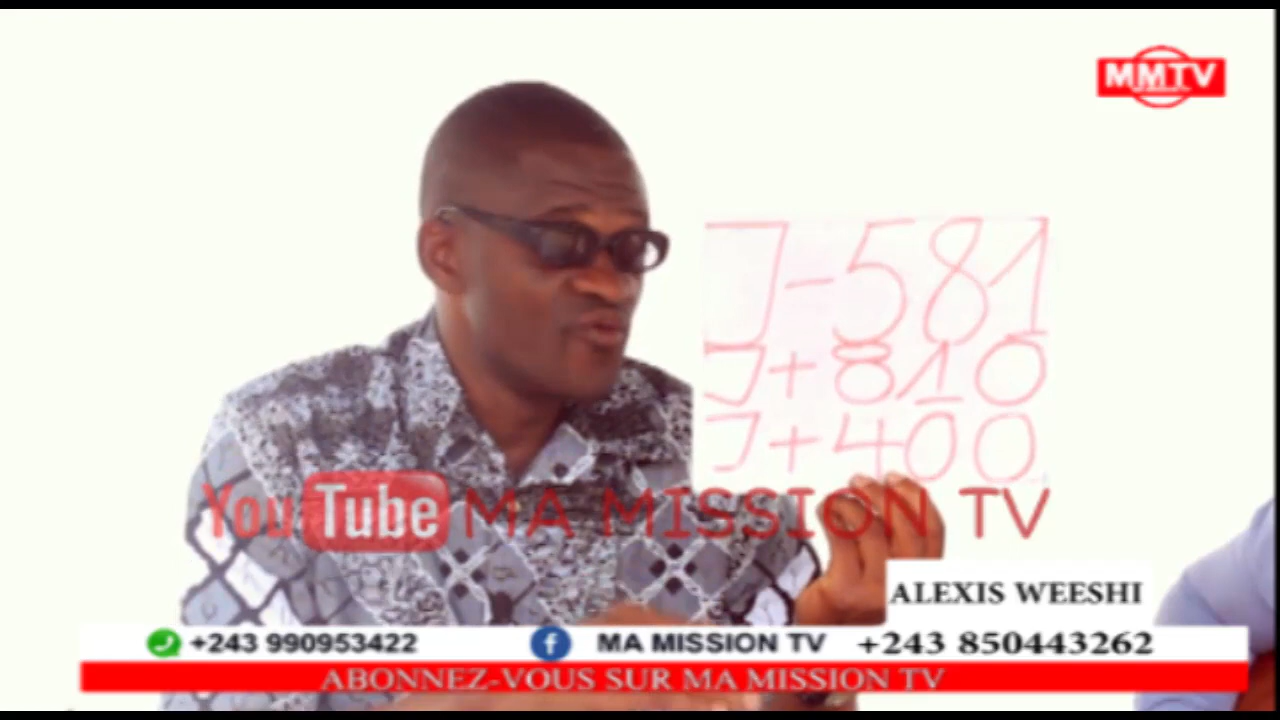 MMTV
J-581
J+810
J+400
YouTube MA MISSION TV
ALEXIS WEESHI
+243 990953422 MA MISSION TV +243 850443262
ABONNEZ-VOUS SUR MA MISSION TV